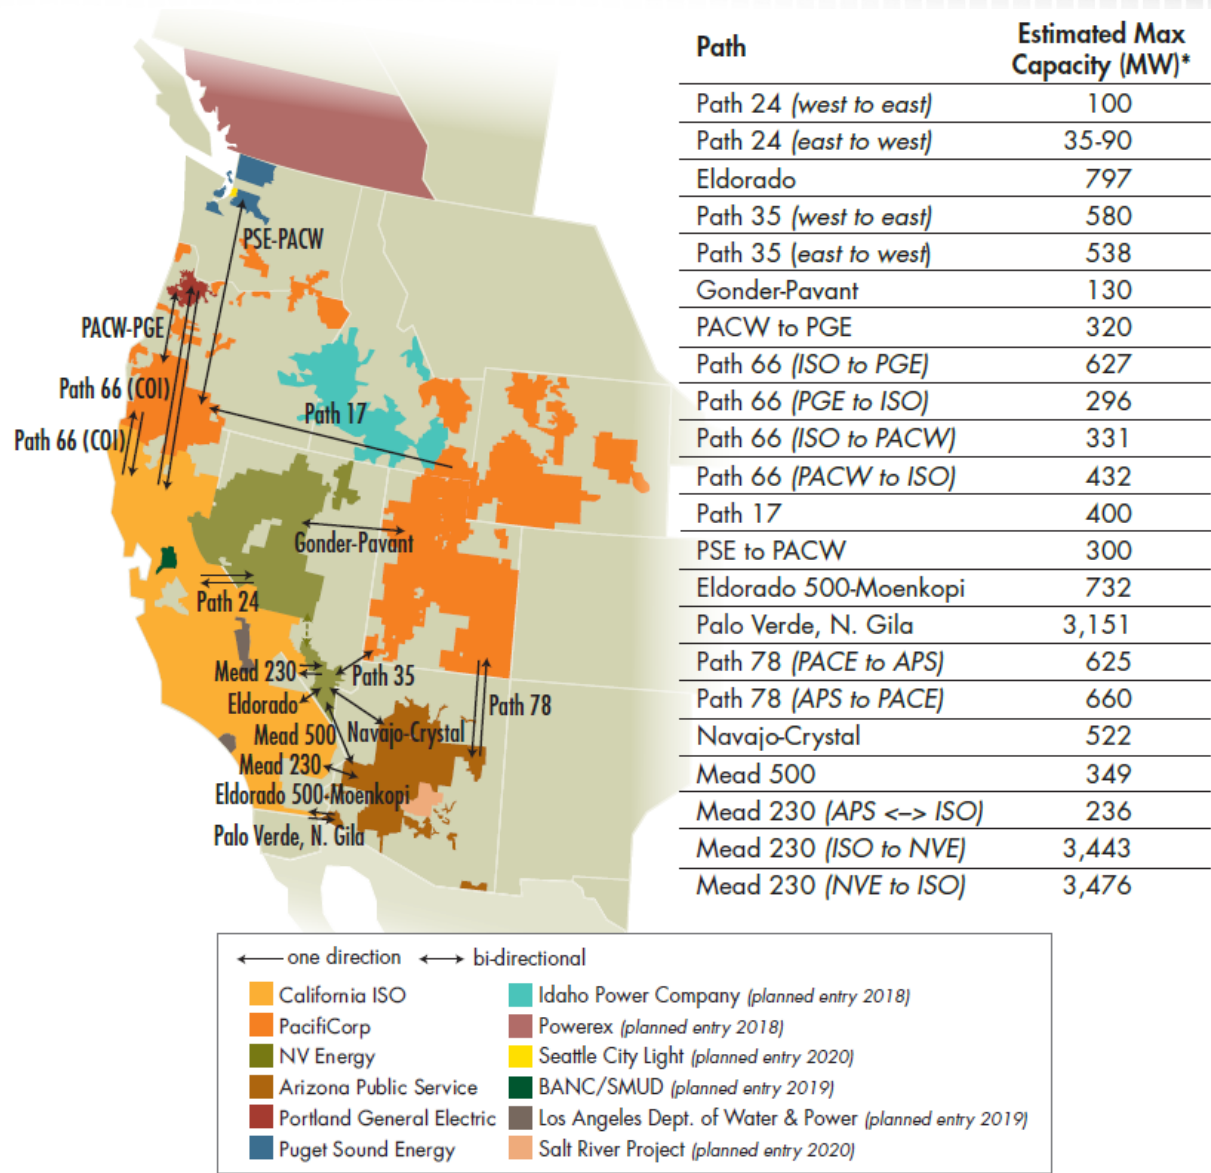 Path Estimated Max Capacity (MW)*
Path 24 (west to east) 100
Path 24 (east to west) 35-90
Eldorado 797
Path 35 (west to east) 580
Path 35 (east to west) 538
Gonder-Pavant 130
PACW to PGE 320
Path 66 (ISO to PGE) 627
Path 66 (PGE to ISO) 296
Path 66 (ISO to PACW) 331
Path 66 (PACW to ISO) 432
Path 17 400
PSE to PACW 300
Eldorado 500-Moenkopi 732
Palo Verde, N. Gila 3,151
Path 78 (PACE to APS) 625
Path 78 (APS to PACE) 660
Navajo-Crystal 522
Mead 500 349
Mead 230 (APS <–> ISO) 236
Mead 230 (ISO to NVE) 3,443
Mead 230 (NVE to ISO) 3,476
PSE-PACW
PACW-PGE
Path 66 (COI)
Path 17
Path 66 (COI)
Gonder-Pavant
Path 24
Mead 230
Path 35
Eldorado
Path 78
Mead 500
Navajo-Crystal
Mead 230
Eldorado 500-Moenkopi
Palo Verde, N. Gila
one direction bi-directional
California ISO
PacifiCorp
NV Energy
Arizona Public Service
Portland General Electric
Puget Sound Energy
Idaho Power Company (planned entry 2018)
Powerex (planned entry 2018)
Seattle City Light (planned entry 2020)
BANC/SMUD (planned entry 2019)
Los Angeles Dept. of Water & Power (planned entry 2019)
Salt River Project (planned entry 2020)